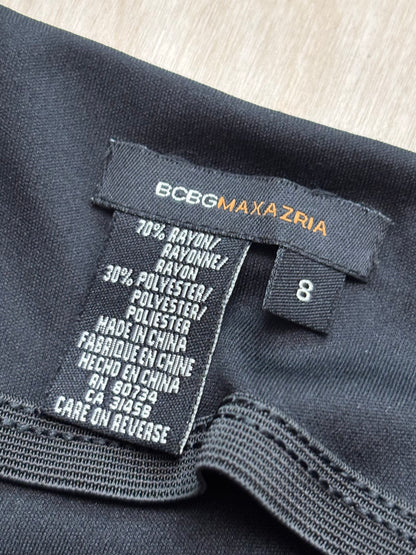 BCBGMAXAZRIA
8
70% RAYON/
RAYONNE/
RAYON
30% POLYESTER/
POLYESTER/
POLIESTER
MADE IN CHINA
FABRIQUE EN CHINE
HECHO EN CHINA
RN 80734
CA 31458
CARE ON REVERSE